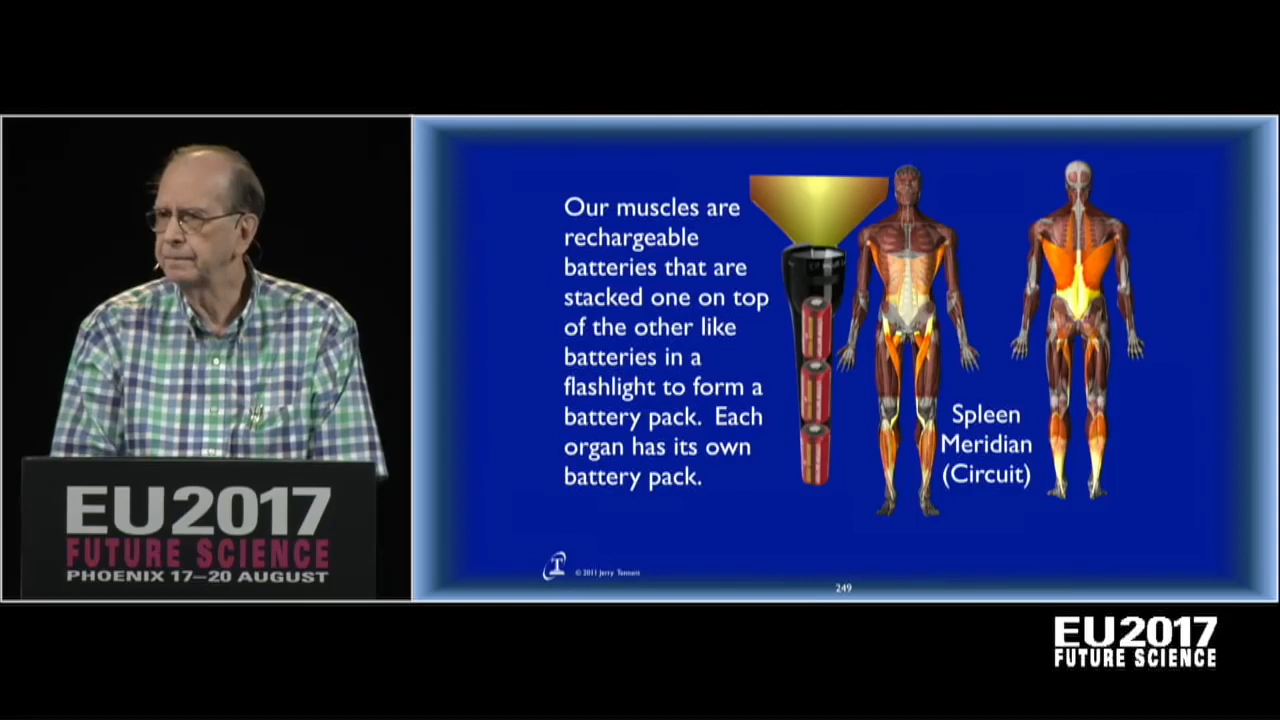 Our muscles are
rechargeable
batteries that are
stacked one on top
of the other like
batteries in a
flashlight to form a
battery pack. Each
organ has its own
battery pack.
Spleen
Meridian
(Circuit)
© 2011 Jerry Tennant
249
EU2017
FUTURE SCIENCE
PHOENIX 17–20 AUGUST
EU2017
FUTURE SCIENCE